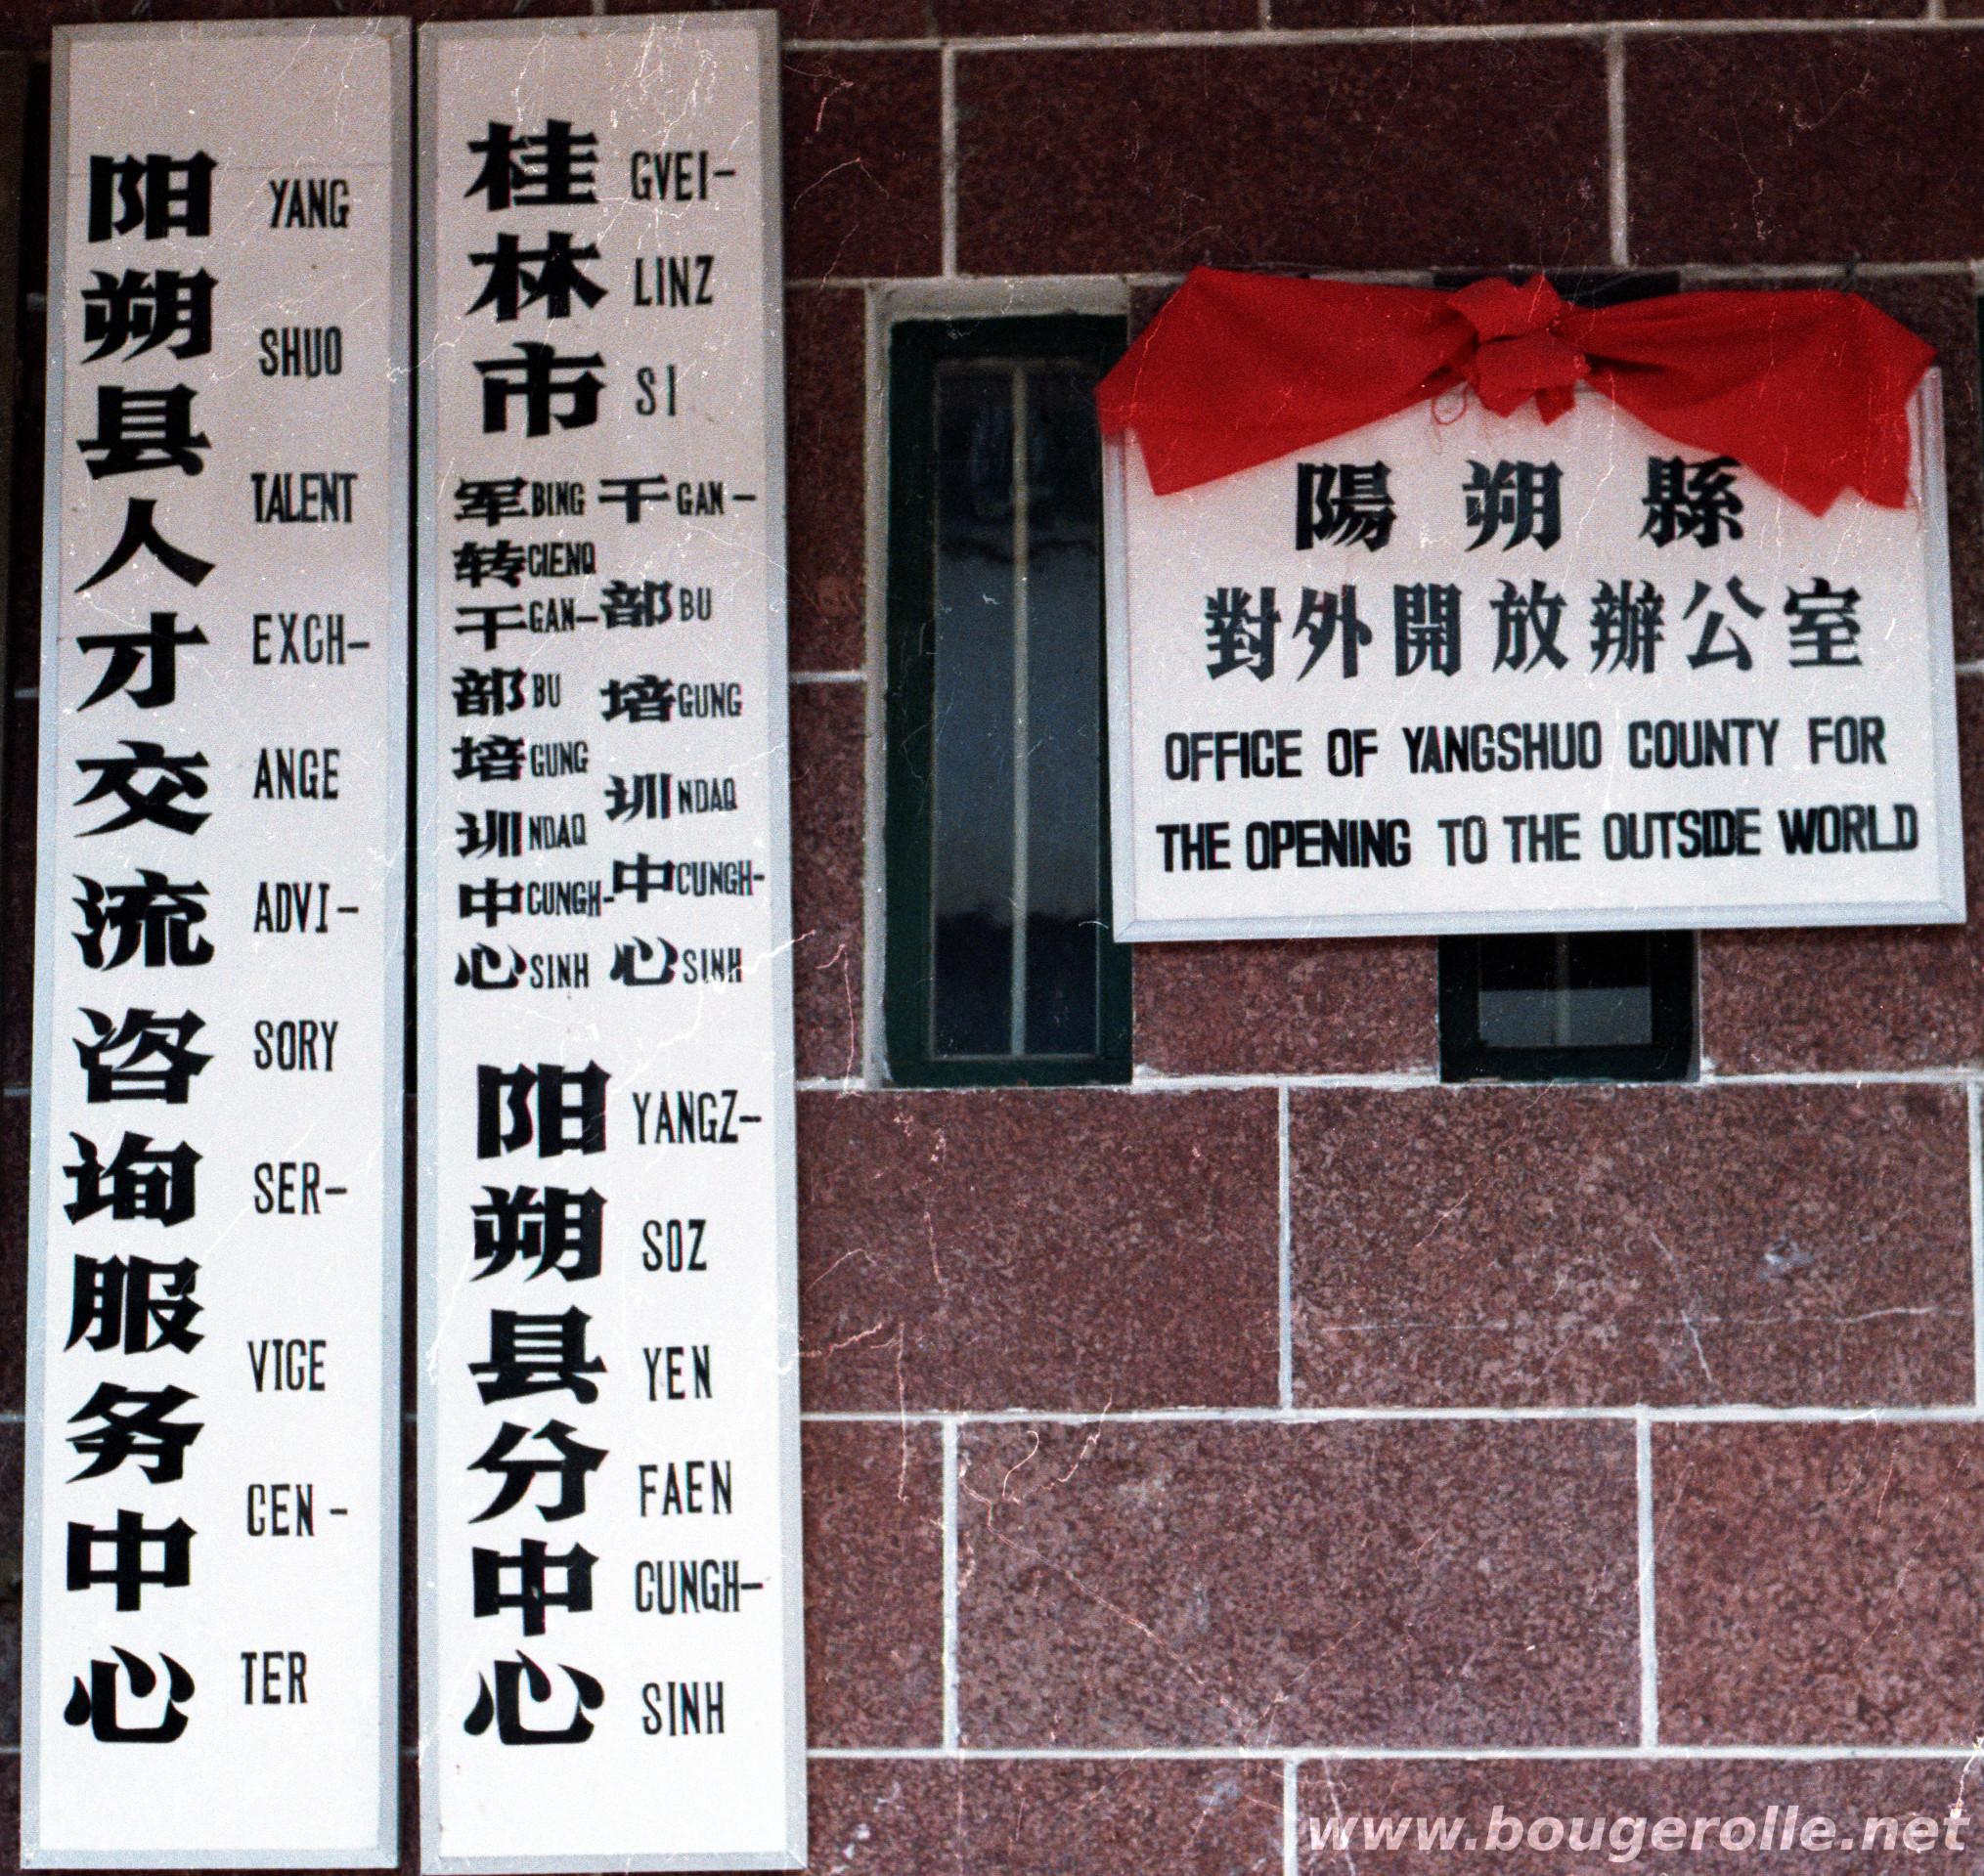 阳朔县人才交流咨询服务中心
YANG
SHUO
TALENT
EXCH-
ANGE
ADVI-
SORY
SER-
VICE
CEN-
TER
桂林市
GVEI-
LINZ
SI
军转干部培训中心
BING
CIENQ
GAN-
BU
GUNG
NDAQ
CUNGH-
SINH
干部培训中心
GAN-
BU
GUNG
NDAQ
CUNGH-
SINH
阳朔县分中心
YANGZ-
SOZ
YEN
FAEN
CUNGH-
SINH
陽朔縣
對外開放辦公室
OFFICE OF YANGSHUO COUNTY FOR
THE OPENING TO THE OUTSIDE WORLD
www.bougerolle.net